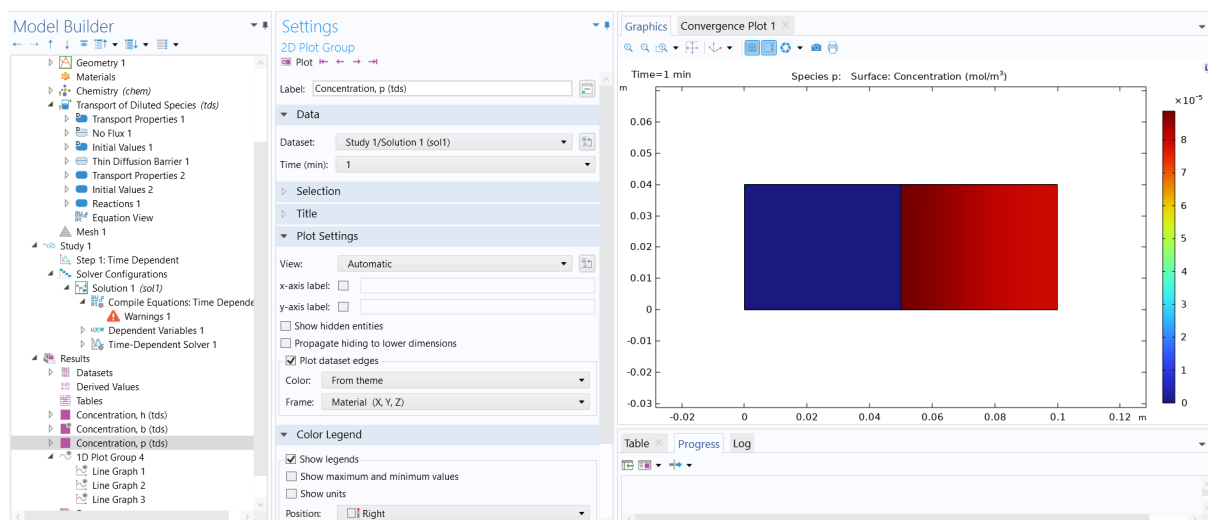 Model Builder
Geometry 1
Materials
Chemistry (chem)
Transport of Diluted Species (tds)
Transport Properties 1
No Flux 1
Initial Values 1
Thin Diffusion Barrier 1
Transport Properties 2
Initial Values 2
Reactions 1
Equation View
Mesh 1
Study 1
Step 1: Time Dependent
Solver Configurations
Solution 1 (sol1)
Compile Equations: Time Depende
Warnings 1
Dependent Variables 1
Time-Dependent Solver 1
Results
Datasets
Derived Values
Tables
Concentration, h (tds)
Concentration, b (tds)
Concentration, p (tds)
1D Plot Group 4
Line Graph 1
Line Graph 2
Line Graph 3
Settings
2D Plot Group
Plot
Label: Concentration, p (tds)
Data
Dataset: Study 1/Solution 1 (sol1)
Time (min): 1
Selection
Title
Plot Settings
View: Automatic
x-axis label:
y-axis label:
Show hidden entities
Propagate hiding to lower dimensions
Plot dataset edges
Color: From theme
Frame: Material (X, Y, Z)
Color Legend
Show legends
Show maximum and minimum values
Show units
Position: Right
Graphics Convergence Plot 1
Time=1 min Species p: Surface: Concentration (mol/m³)
m
×10⁻⁵
0.06
0.05
0.04
0.03
0.02
0.01
0
-0.01
-0.02
-0.03
-0.02 0 0.02 0.04 0.06 0.08 0.1 0.12 m
8
7
6
5
4
3
2
1
0
Table Progress Log